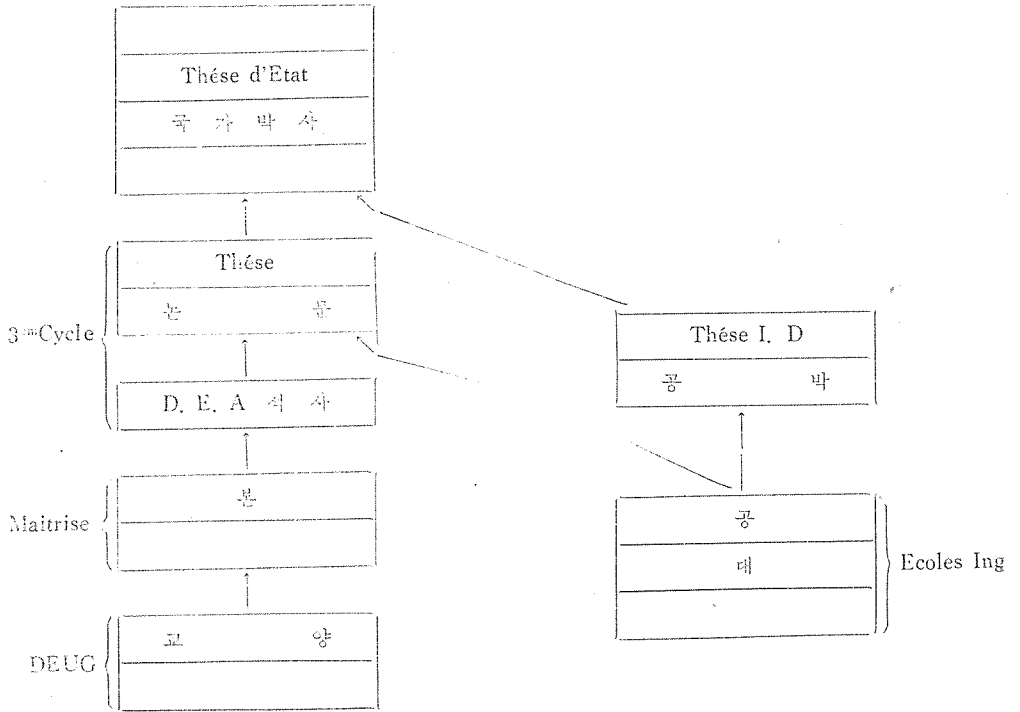 Thése d'Etat
국 가 박 사
3ème Cycle
Thése
논 문
D. E. A 석 사
Maitrise
본
DEUG
교 양
Thése I. D
공 박
공
대
Ecoles Ing